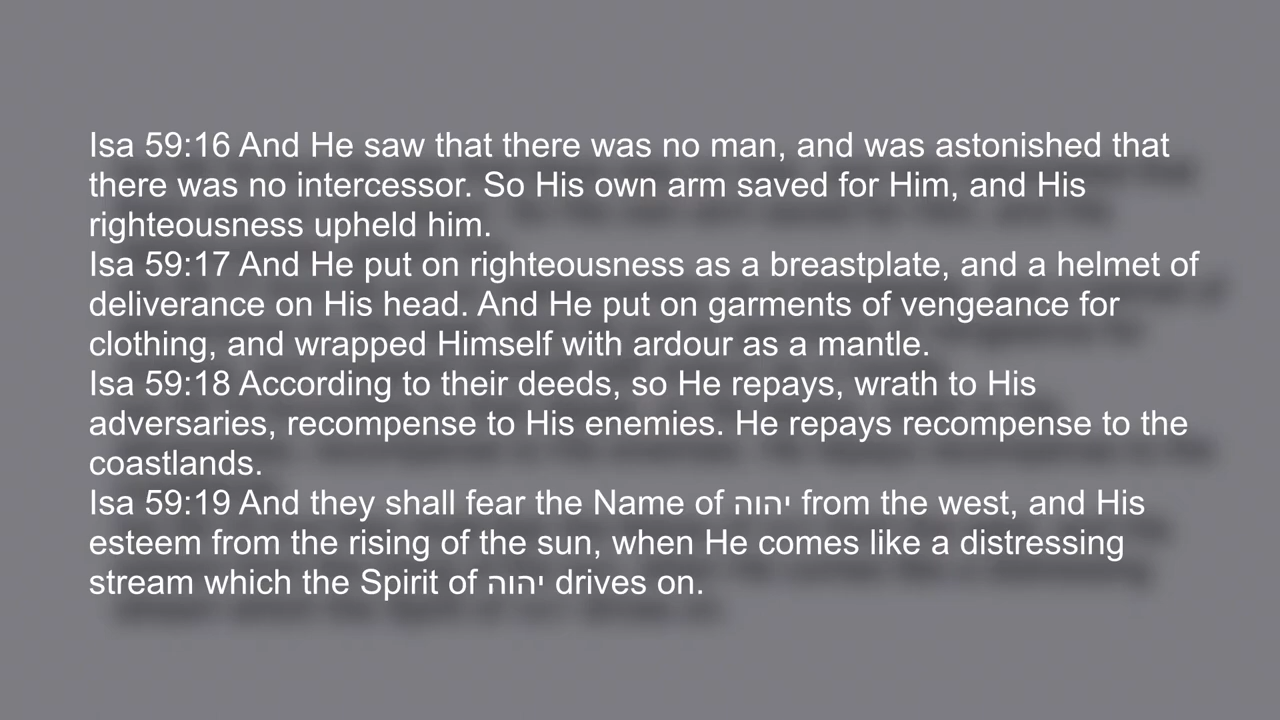 Isa 59:16 And He saw that there was no man, and was astonished that
there was no intercessor. So His own arm saved for Him, and His
righteousness upheld him.
Isa 59:17 And He put on righteousness as a breastplate, and a helmet of
deliverance on His head. And He put on garments of vengeance for
clothing, and wrapped Himself with ardour as a mantle.
Isa 59:18 According to their deeds, so He repays, wrath to His
adversaries, recompense to His enemies. He repays recompense to the
coastlands.
Isa 59:19 And they shall fear the Name of יהוה from the west, and His
esteem from the rising of the sun, when He comes like a distressing
stream which the Spirit of יהוה drives on.